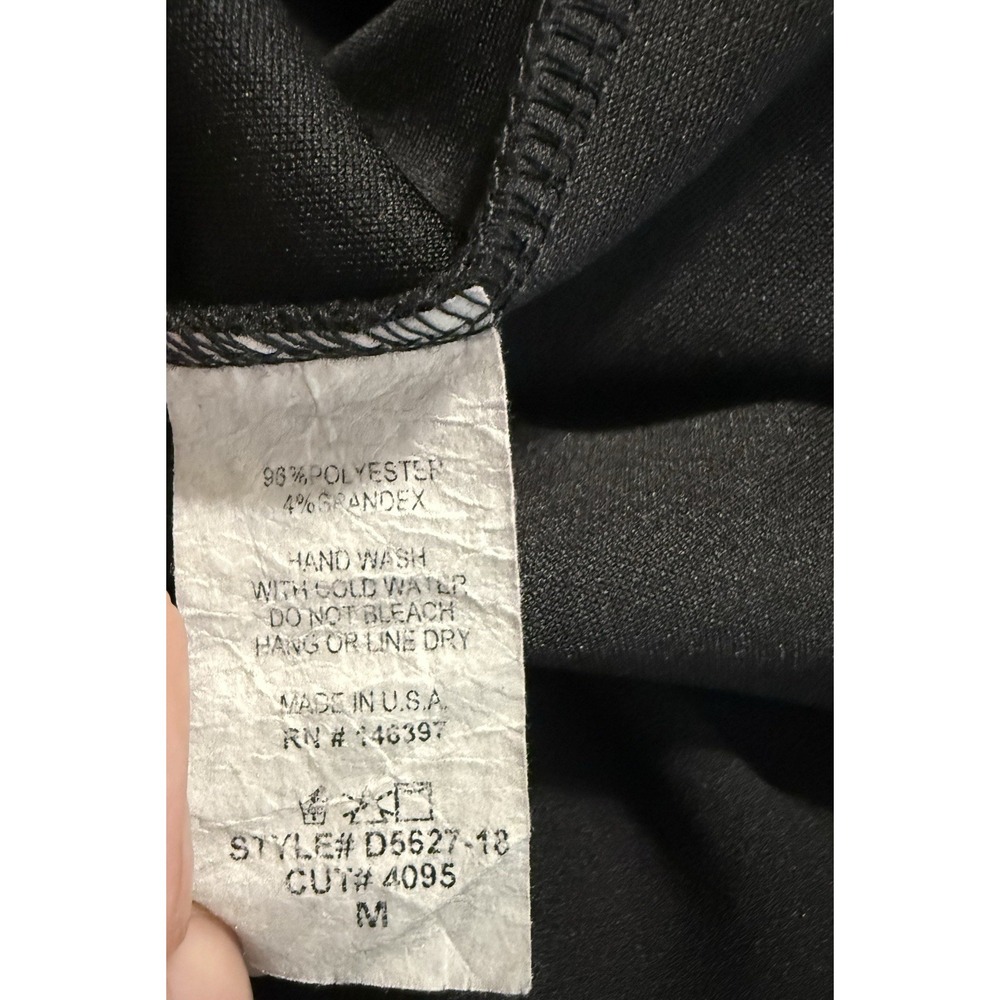 96%POLYESTER
4%SPANDEX
HAND WASH
WITH COLD WATER
DO NOT BLEACH
HANG OR LINE DRY
MADE IN U.S.A.
RN # 146397
STYLE# D5527-18
CUT# 4095
M